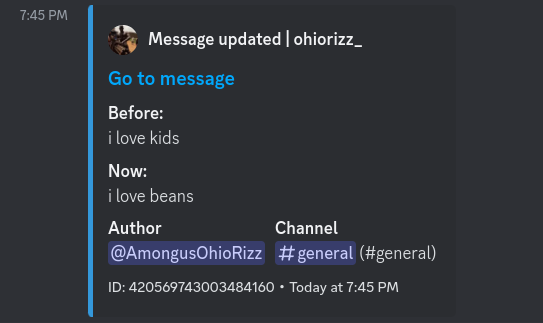 7:45 PM
Message updated | ohiorizz_
Go to message
Before:
i love kids
Now:
i love beans
Author Channel
@AmongusOhioRizz #general (#general)
ID: 420569743003484160 • Today at 7:45 PM